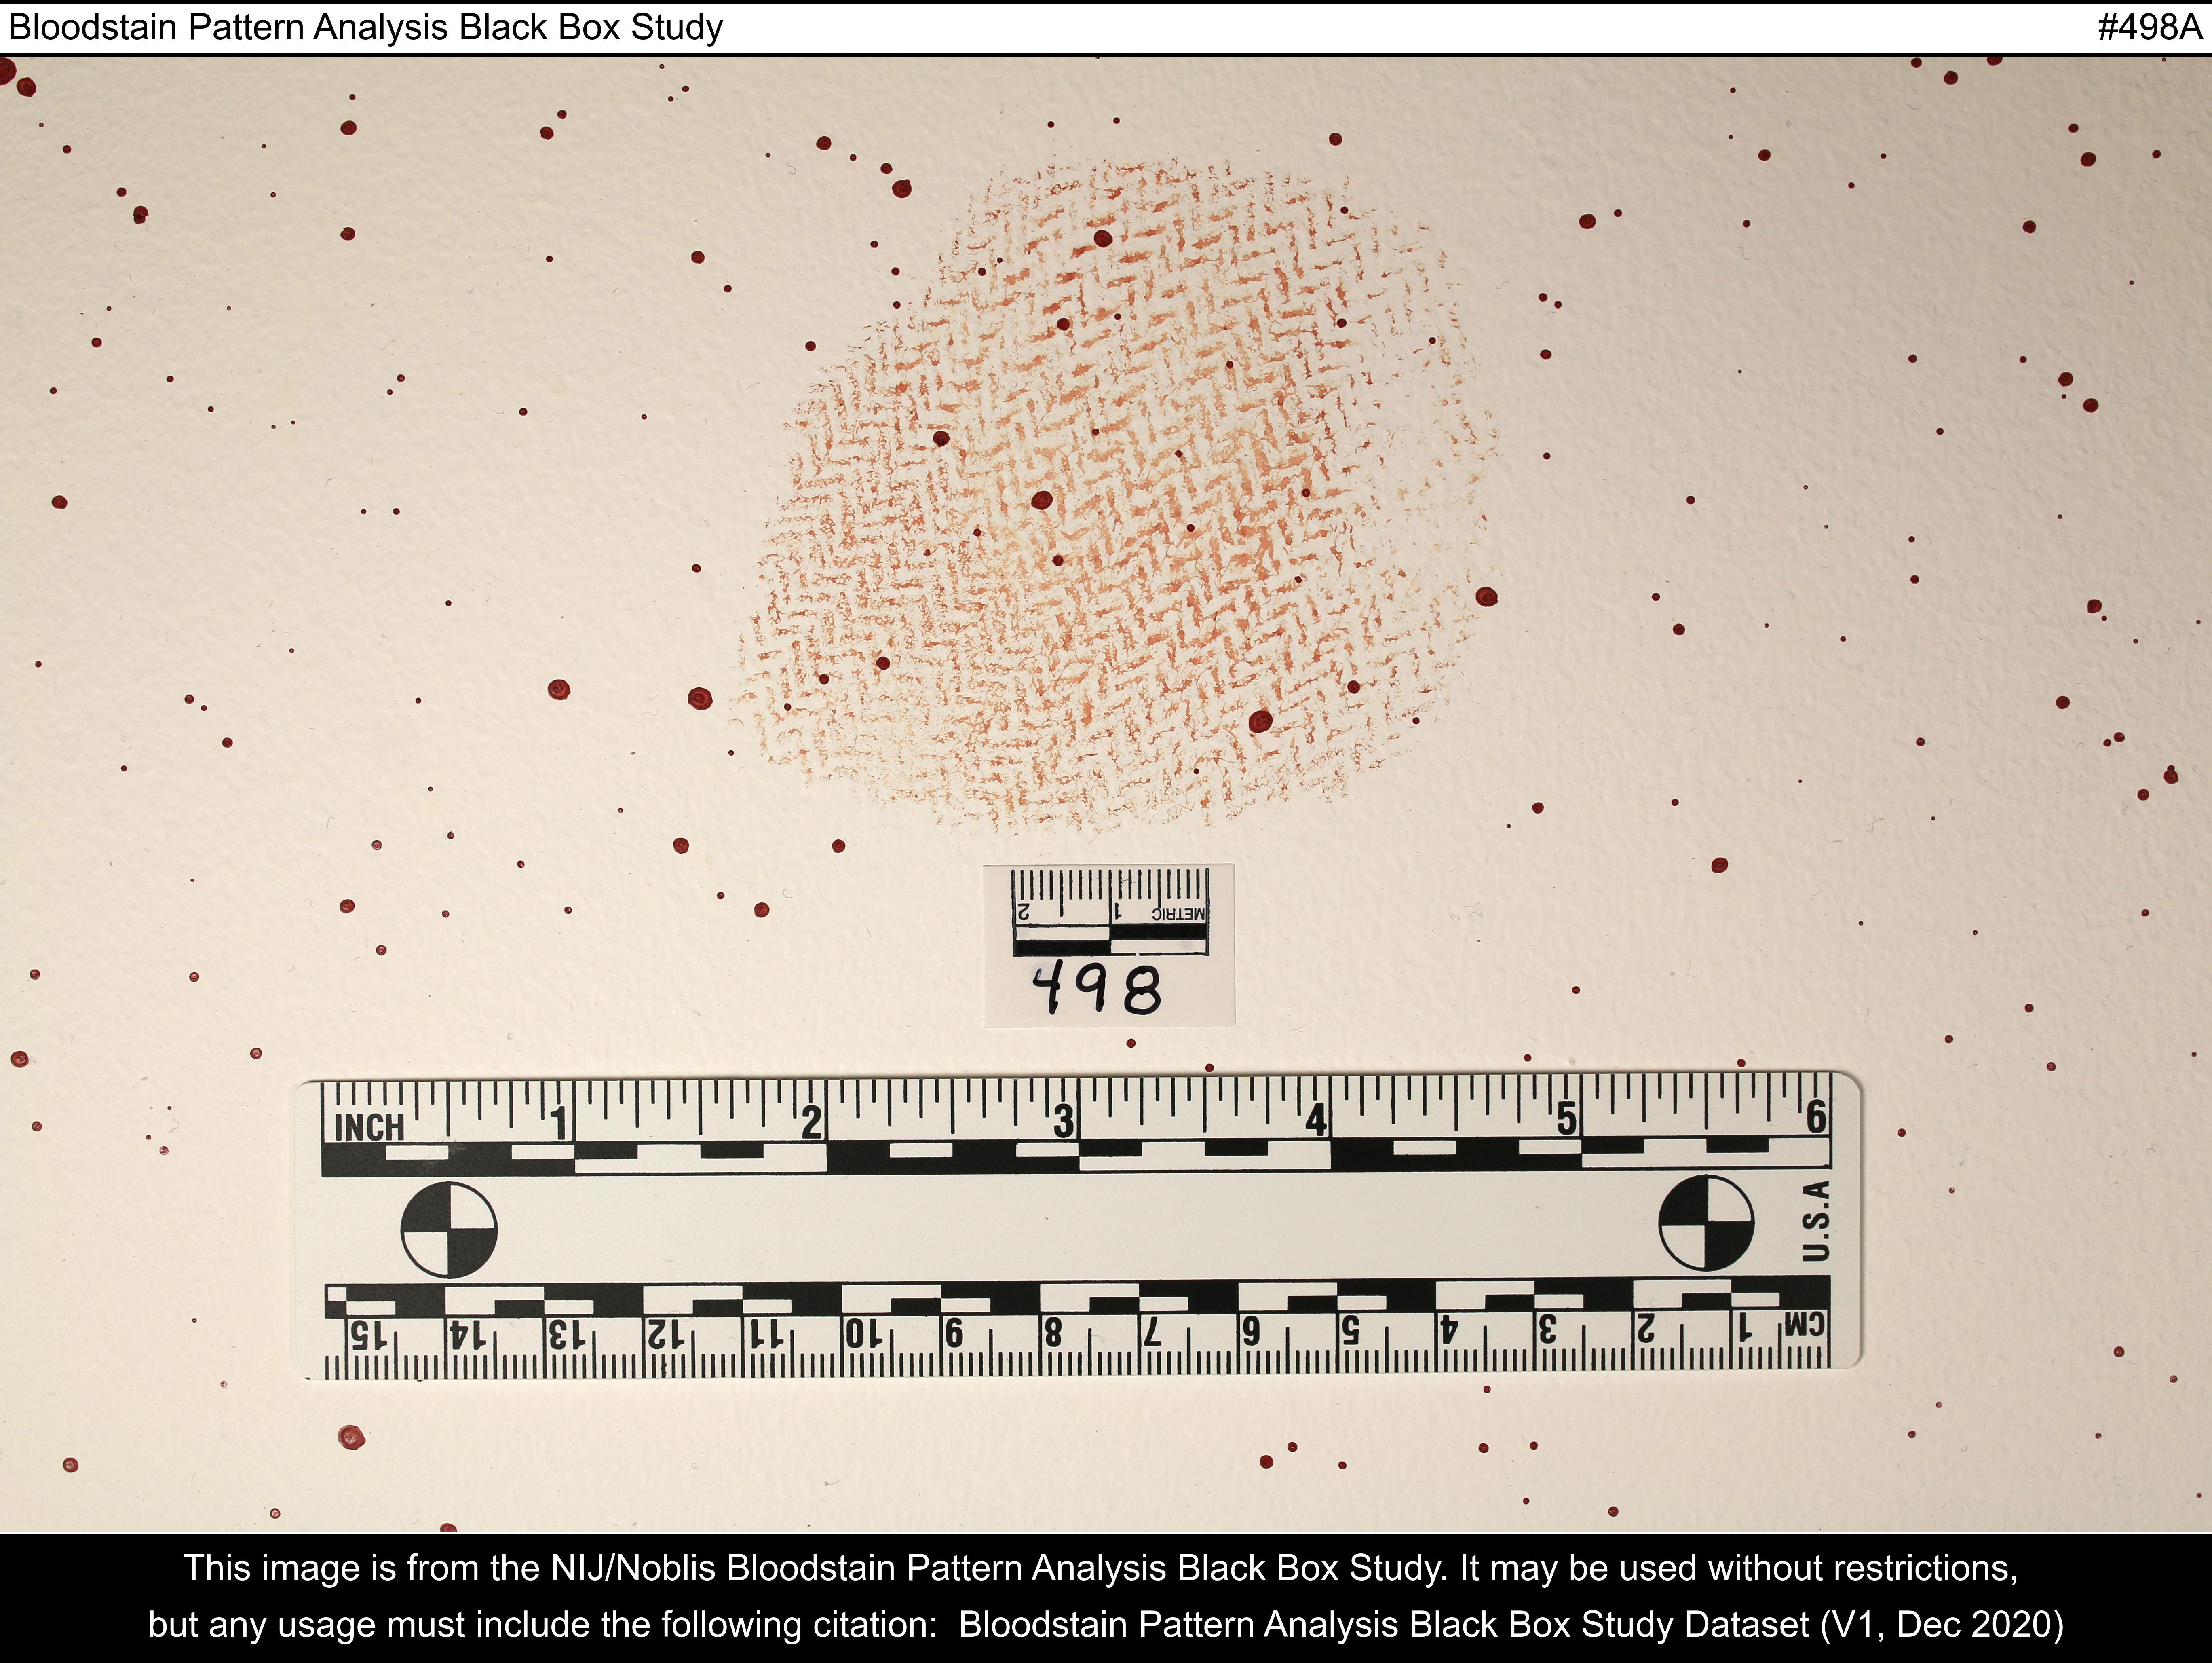 Bloodstain Pattern Analysis Black Box Study #498A
2 1 METRIC
498
INCH 1 2 3 4 5 6
U.S.A
15 14 13 12 11 10 9 8 7 6 5 4 3 2 1 CM
This image is from the NIJ/Noblis Bloodstain Pattern Analysis Black Box Study. It may be used without restrictions,
but any usage must include the following citation: Bloodstain Pattern Analysis Black Box Study Dataset (V1, Dec 2020)